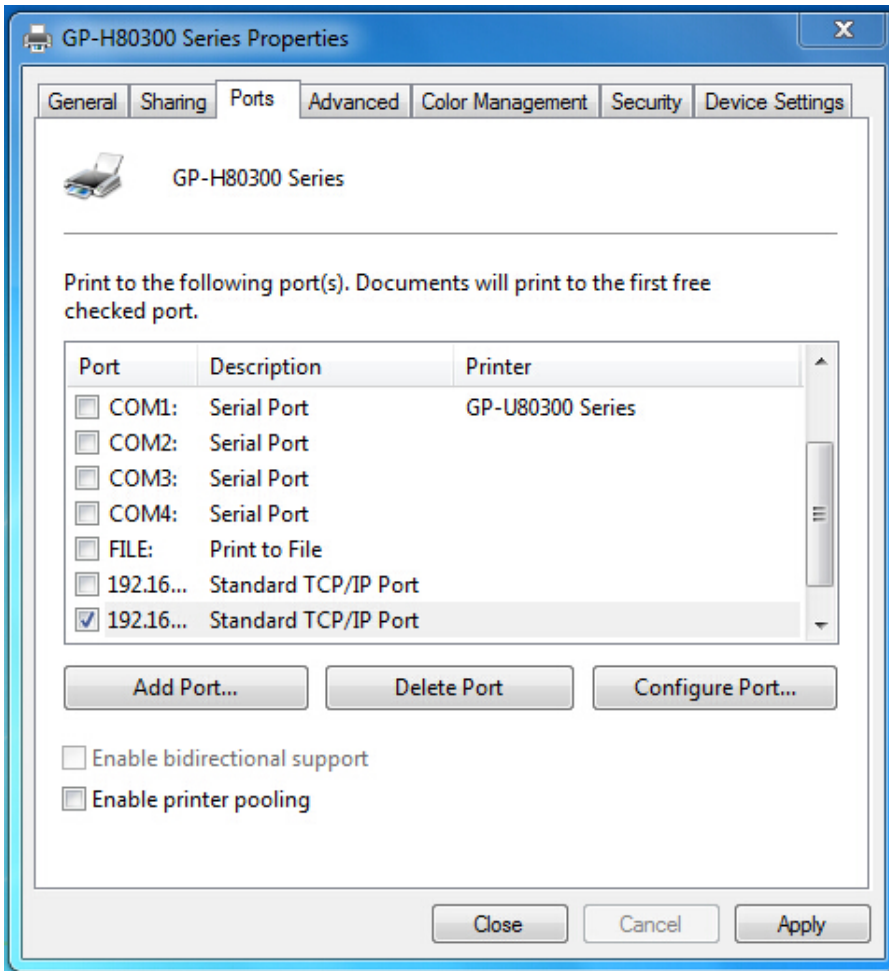 GP-H80300 Series Properties
General Sharing Ports Advanced Color Management Security Device Settings
GP-H80300 Series
Print to the following port(s). Documents will print to the first free
checked port.
Port Description Printer
COM1: Serial Port GP-U80300 Series
COM2: Serial Port
COM3: Serial Port
COM4: Serial Port
FILE: Print to File
192.16... Standard TCP/IP Port
192.16... Standard TCP/IP Port
Add Port... Delete Port Configure Port...
Enable bidirectional support
Enable printer pooling
Close Cancel Apply